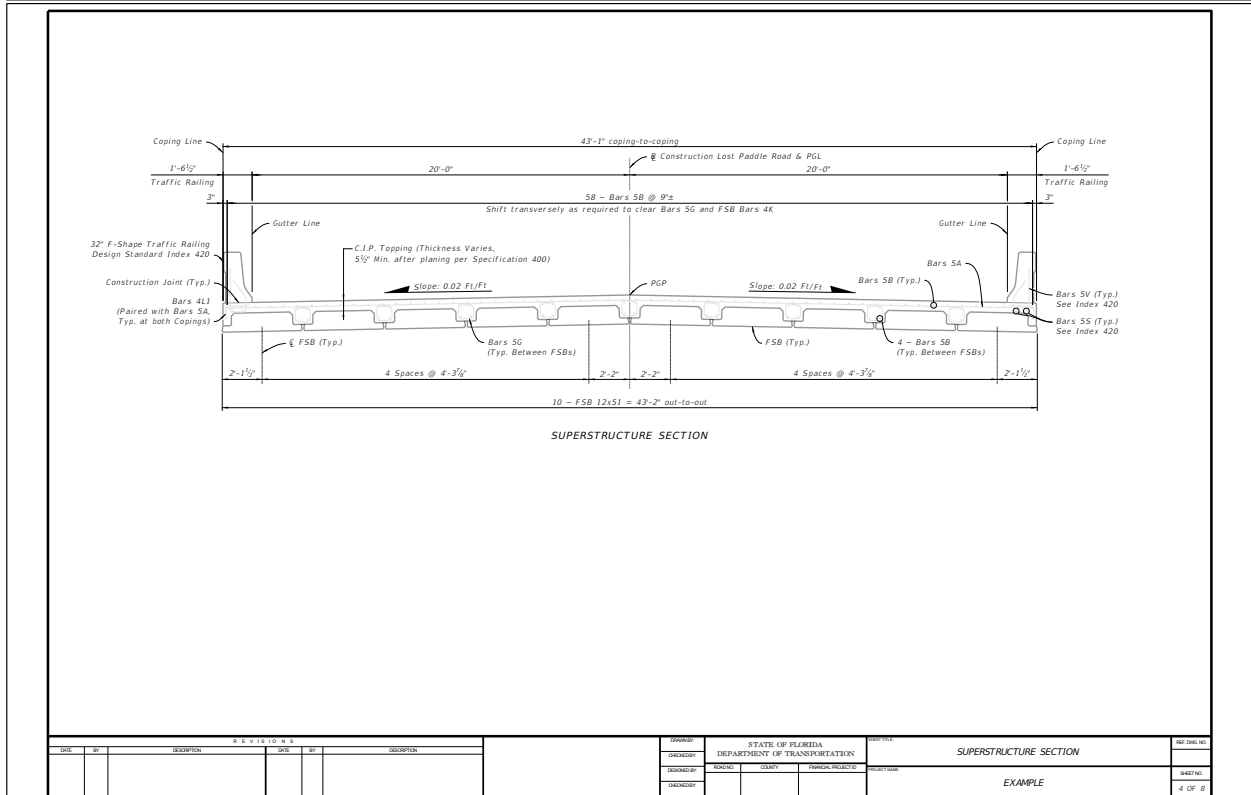 Coping Line
43'-1" coping-to-coping
Coping Line
℄ Construction Lost Paddle Road & PGL
1'-6½"
20'-0"
20'-0"
1'-6½"
Traffic Railing
Traffic Railing
3"
58 - Bars 5B @ 9"±
3"
Shift transversely as required to clear Bars 5G and FSB Bars 4K
Gutter Line
Gutter Line
32" F-Shape Traffic Railing
Design Standard Index 420
C.I.P. Topping (Thickness Varies,
5½" Min. after planing per Specification 400)
Bars 5A
Construction Joint (Typ.)
Slope: 0.02 Ft/Ft
PGP
Slope: 0.02 Ft/Ft
Bars 5B (Typ.)
Bars 4L1
(Paired with Bars 5A,
Typ. at both Copings)
Bars 5V (Typ.)
See Index 420
Bars 5S (Typ.)
See Index 420
℄ FSB (Typ.)
Bars 5G
(Typ. Between FSBs)
FSB (Typ.)
4 - Bars 5B
(Typ. Between FSBs)
2'-1½"
4 Spaces @ 4'-3⅞"
2'-2"
2'-2"
4 Spaces @ 4'-3⅞"
2'-1½"
10 - FSB 12x51 = 43'-2" out-to-out
SUPERSTRUCTURE SECTION
REVISIONS
DATE
BY
DESCRIPTION
DATE
BY
DESCRIPTION
DRAWN BY:
CHECKED BY:
DESIGNED BY:
CHECKED BY:
STATE OF FLORIDA
DEPARTMENT OF TRANSPORTATION
ROAD NO.
COUNTY
FINANCIAL PROJECT ID
SHEET TITLE:
SUPERSTRUCTURE SECTION
PROJECT NAME:
EXAMPLE
REF. DWG. NO.
SHEET NO.
4 OF 8